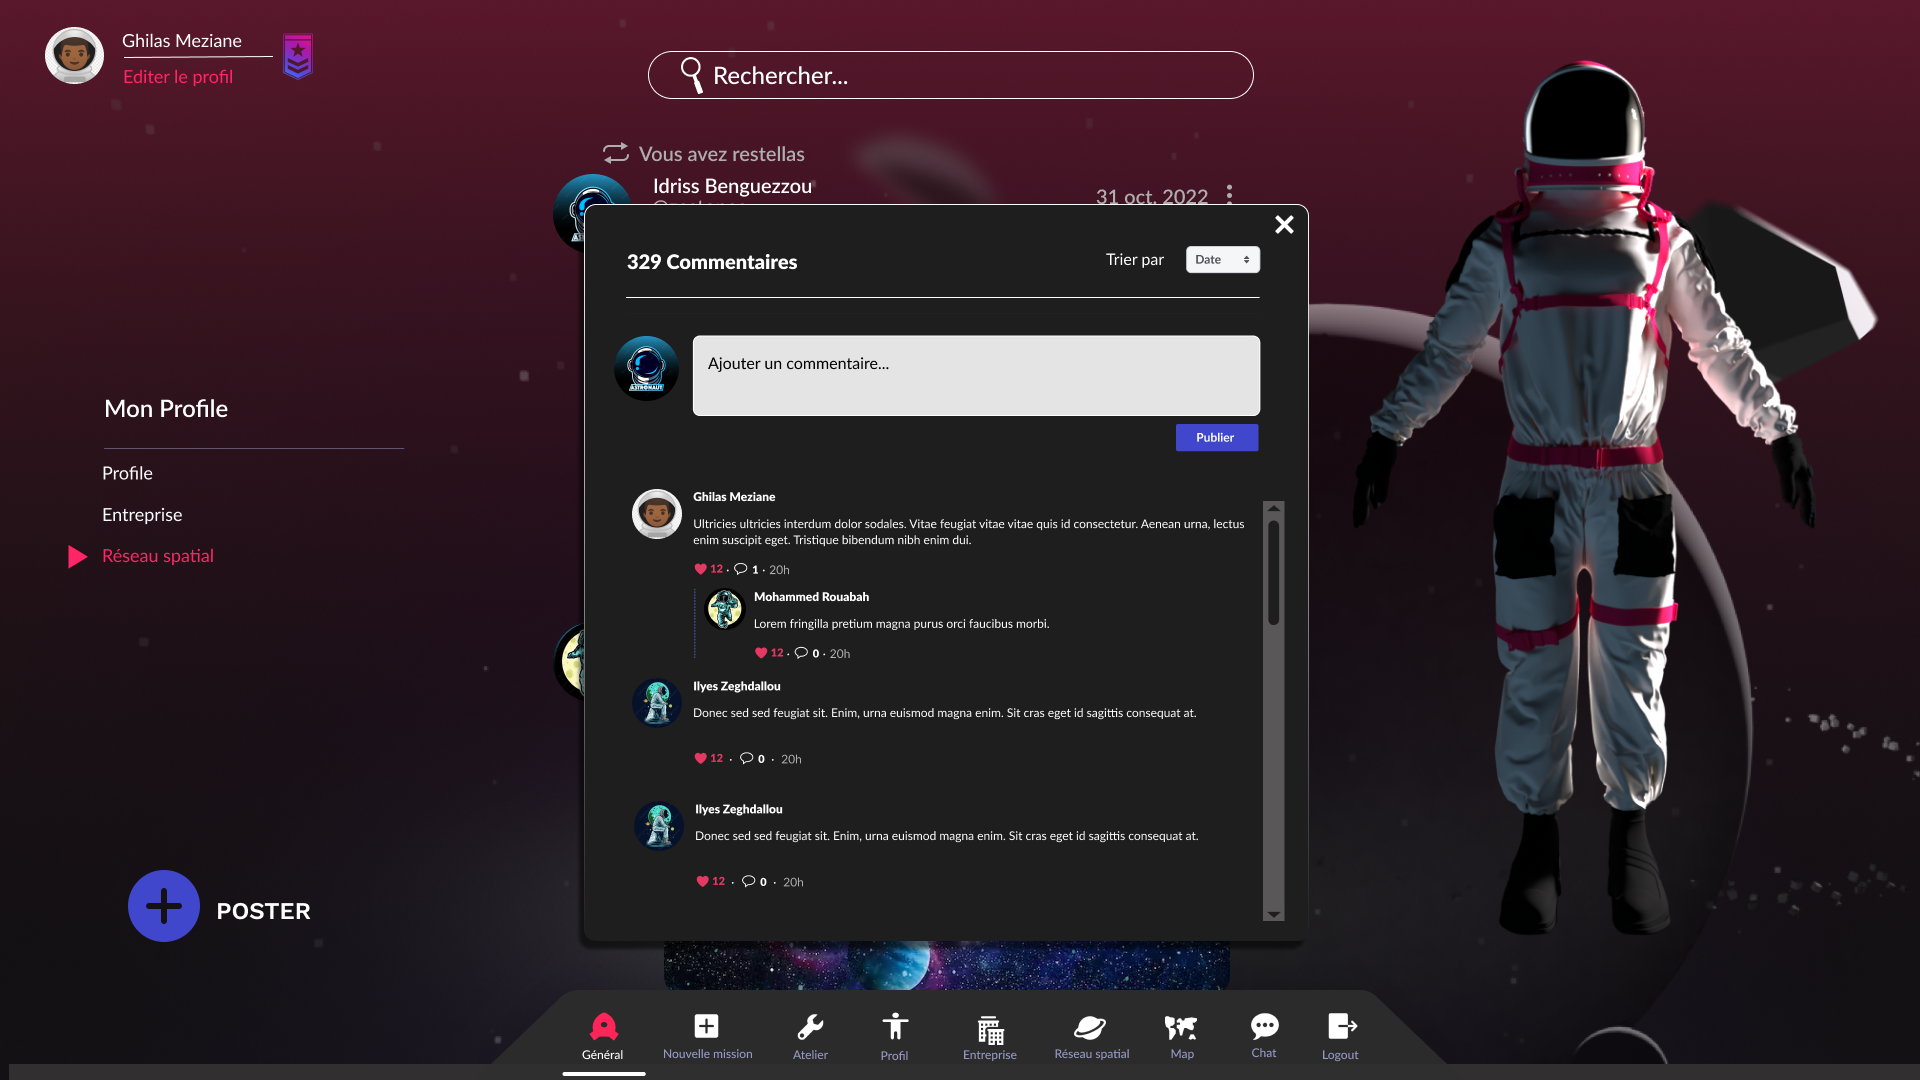 Ghilas Meziane
Editer le profil
Rechercher...
Vous avez restellas
Idriss Benguezzou
31 oct. 2022
329 Commentaires
Trier par
Date
ASTRONAUT
Ajouter un commentaire...
Publier
Mon Profile
Profile
Entreprise
Réseau spatial
POSTER
Ghilas Meziane
Ultricies ultricies interdum dolor sodales. Vitae feugiat vitae vitae quis id consectetur. Aenean urna, lectus
enim suscipit eget. Tristique bibendum nibh enim dui.
12 · 1 · 20h
Mohammed Rouabah
Lorem fringilla pretium magna purus orci faucibus morbi.
12 · 0 · 20h
Ilyes Zeghdallou
Donec sed sed feugiat sit. Enim, urna euismod magna enim. Sit cras eget id sagittis consequat at.
12 · 0 · 20h
Ilyes Zeghdallou
Donec sed sed feugiat sit. Enim, urna euismod magna enim. Sit cras eget id sagittis consequat at.
12 · 0 · 20h
Général
Nouvelle mission
Atelier
Profil
Entreprise
Réseau spatial
Map
Chat
Logout